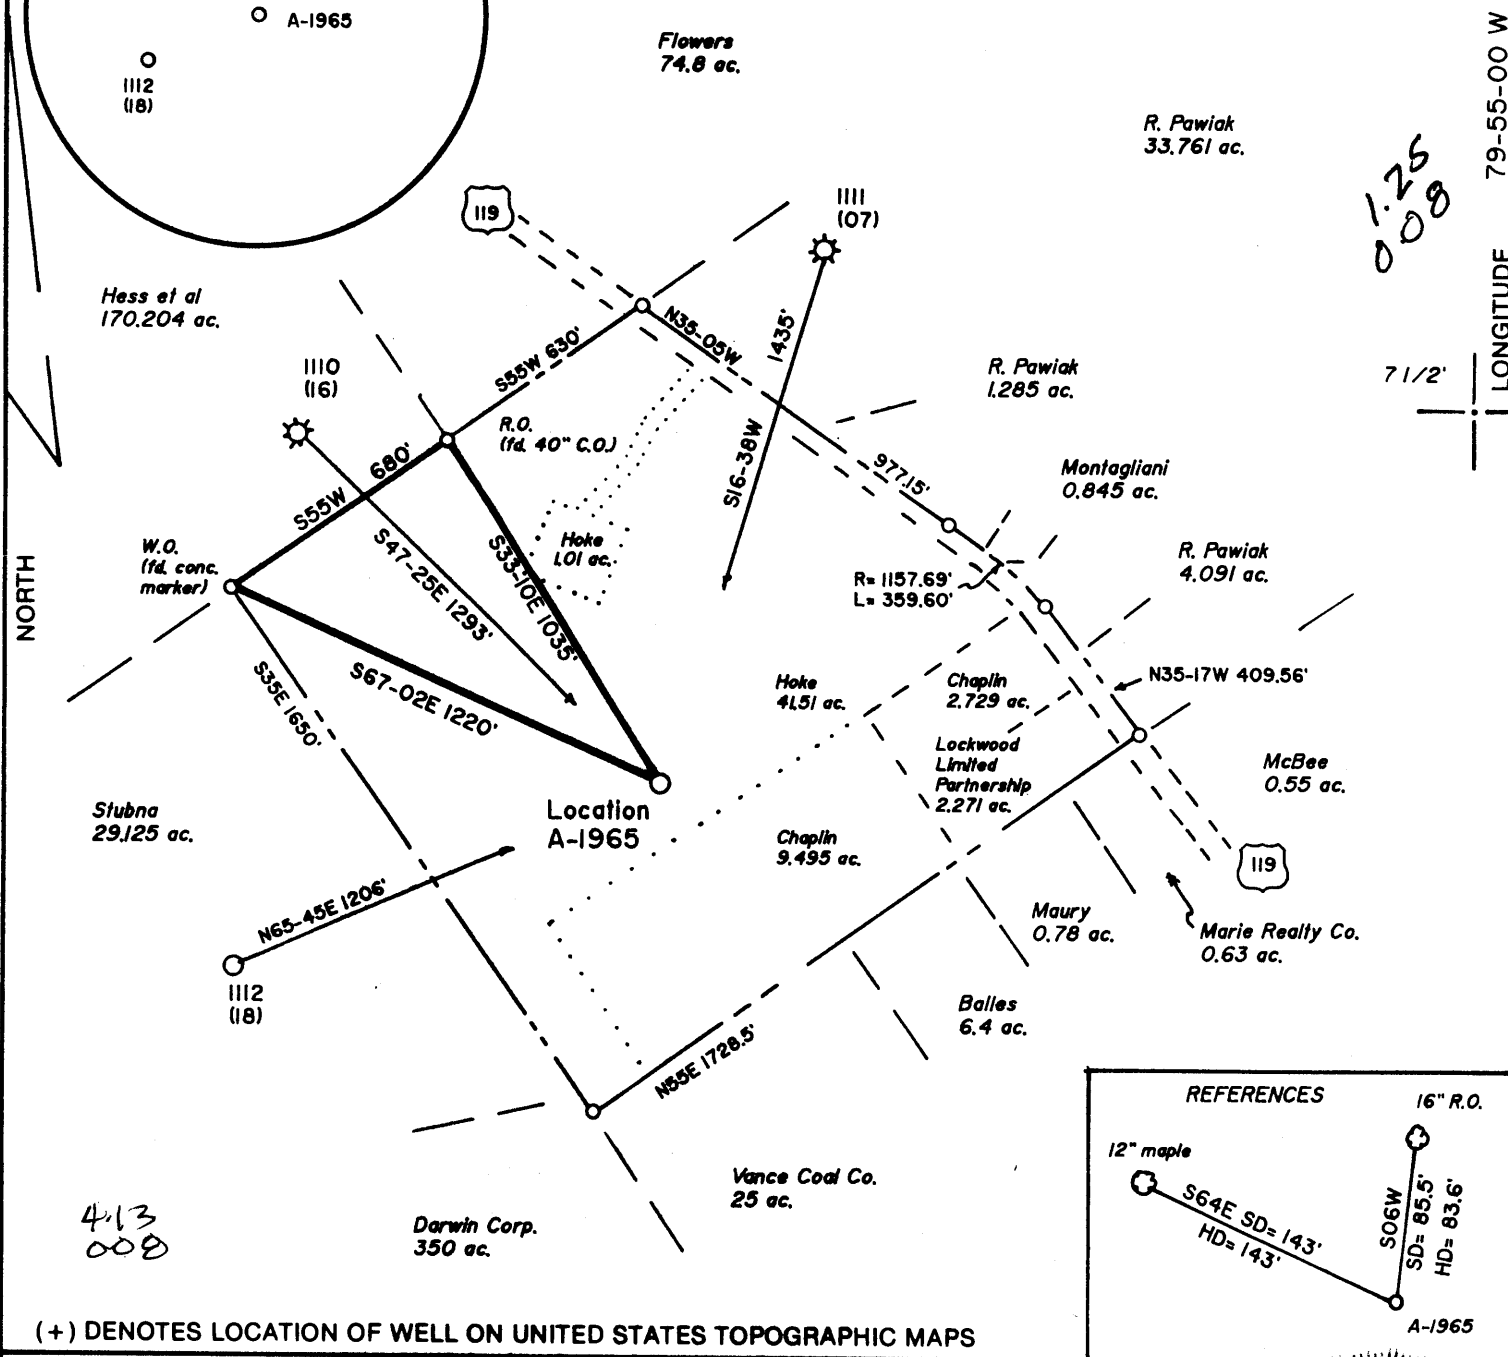 A-1965
1112
(18)
Flowers
74.8 ac.
R. Pawiak
33.761 ac.
1.25
008
LONGITUDE 79-55-00 W
7 1/2'
119
1111
(07)
Hess et al
170.204 ac.
1110
(16)
S55W 630'
N35-05W
977.15'
1435'
S16-38W
R. Pawiak
1.285 ac.
R.O.
(fd. 40" C.O.)
S55W 680'
Montagliani
0.845 ac.
W.O.
(fd. conc.
marker)
Hoke
1.01 ac.
S47-25E 1293'
S33-10E 1035'
R. Pawiak
4.091 ac.
R= 1157.69'
L= 359.60'
NORTH
S67-02E 1220'
S35E 1650'
Hoke
41.51 ac.
Chaplin
2.729 ac.
N35-17W 409.56'
Lockwood
Limited
Partnership
2.271 ac.
McBee
0.55 ac.
Stubna
29.125 ac.
Location
A-1965
Chaplin
9.495 ac.
119
N65-45E 1206'
1112
(18)
Maury
0.78 ac.
Marie Realty Co.
0.63 ac.
Balles
6.4 ac.
N55E 1728.5'
Vance Coal Co.
25 ac.
Darwin Corp.
350 ac.
4.13
008
REFERENCES
16" R.O.
12" maple
S64E SD= 143'
HD= 143'
S06W
SD= 85.5'
HD= 83.6'
A-1965
(+) DENOTES LOCATION OF WELL ON UNITED STATES TOPOGRAPHIC MAPS